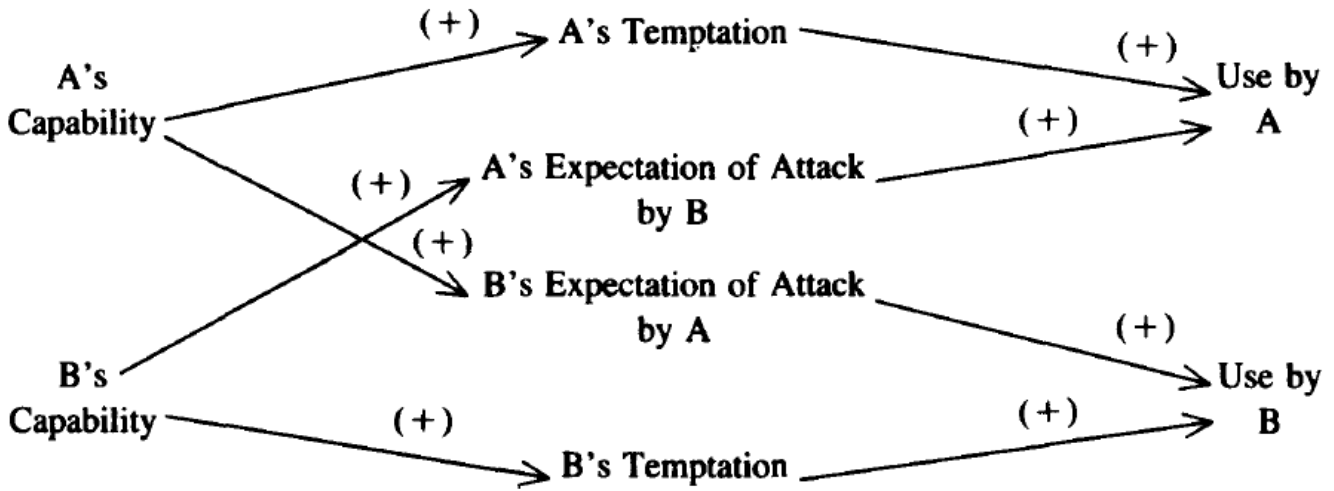 (+)
A's Temptation
(+)
A's
Capability
Use by
A
(+)
A's Expectation of Attack
by B
(+)
(+)
B's Expectation of Attack
by A
(+)
B's
Capability
Use by
B
(+)
(+)
B's Temptation